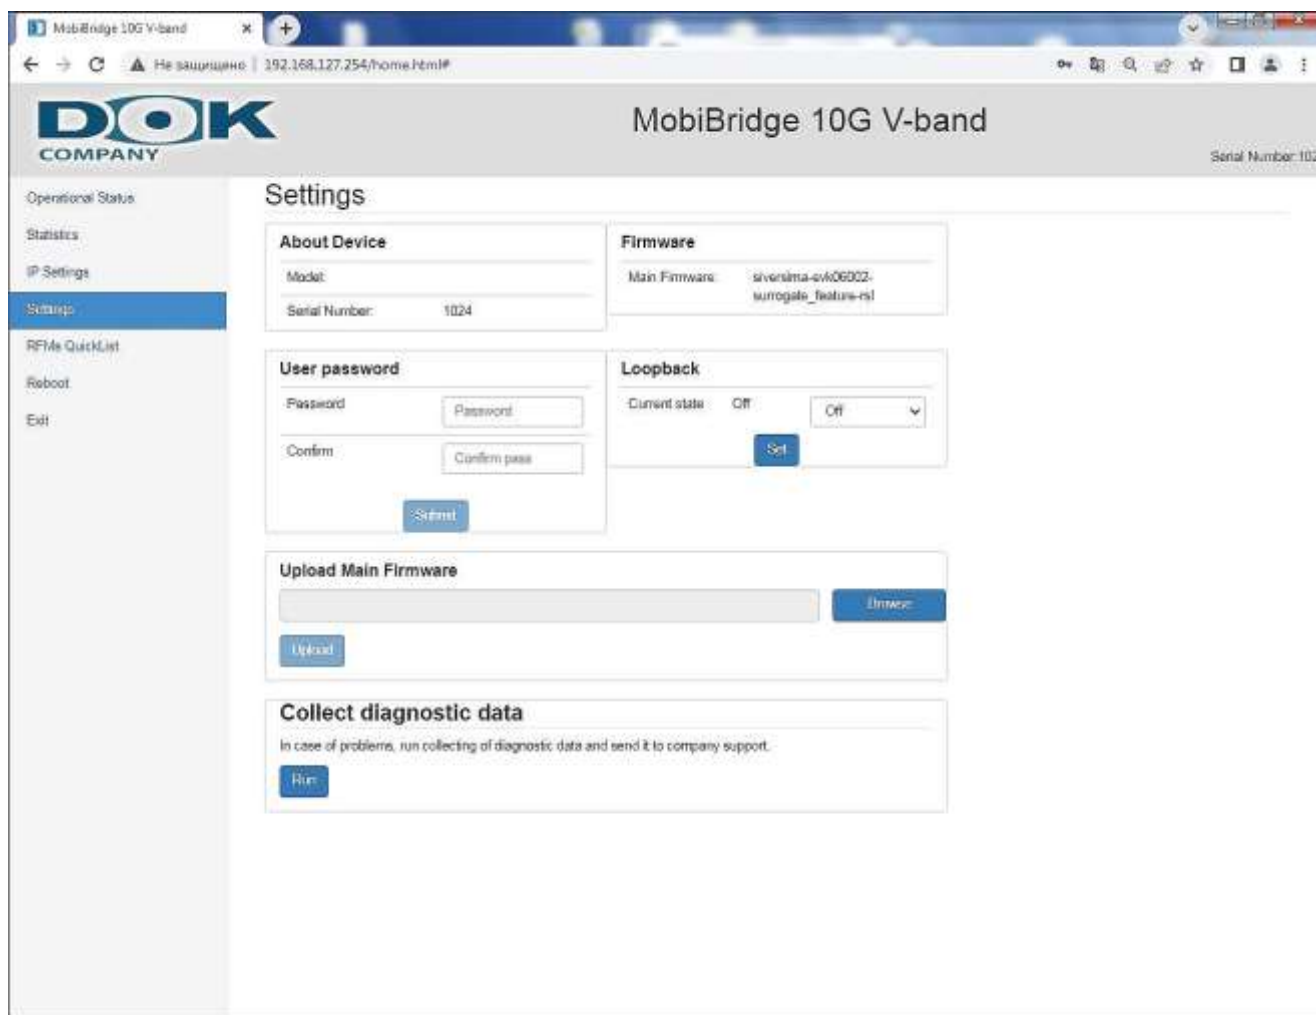 MobiBridge 10G V-band
Не защищено 192.168.127.254/home.html#
DOK
COMPANY
MobiBridge 10G V-band
Serial Number:102
Operational Status
Statistics
IP Settings
Settings
RFMs QuickList
Reboot
Exit
Settings
About Device
Model:
Serial Number: 1024
Firmware
Main Firmware: siversima-evk06002-
surrogate_feature-rsl
User password
Password Password
Confirm Confirm pass
Submit
Loopback
Current state Off Off
Set
Upload Main Firmware
Browse
Upload
Collect diagnostic data
In case of problems, run collecting of diagnostic data and send it to company support.
Run